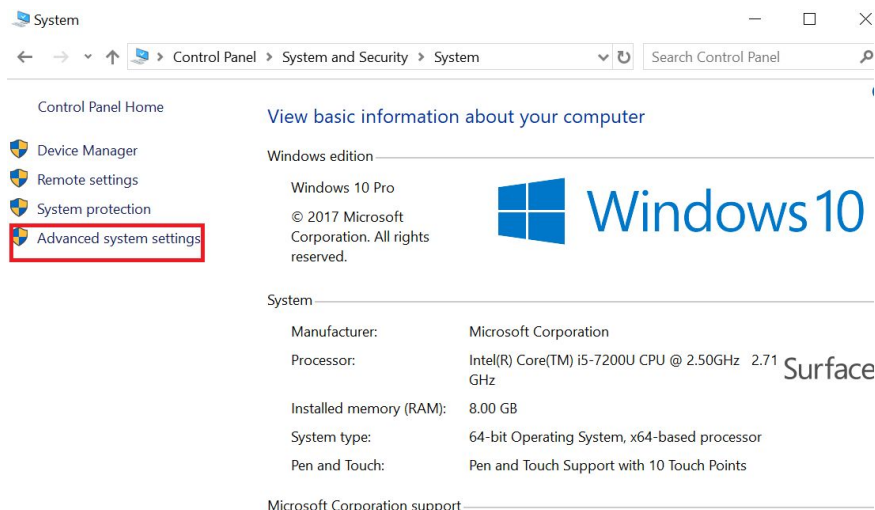 System
Control Panel > System and Security > System
Search Control Panel
Control Panel Home
Device Manager
Remote settings
System protection
Advanced system settings
View basic information about your computer
Windows edition
Windows 10 Pro
© 2017 Microsoft
Corporation. All rights
reserved.
Windows 10
System
Manufacturer: Microsoft Corporation
Processor: Intel(R) Core(TM) i5-7200U CPU @ 2.50GHz 2.71
GHz
Surface
Installed memory (RAM): 8.00 GB
System type: 64-bit Operating System, x64-based processor
Pen and Touch: Pen and Touch Support with 10 Touch Points
Microsoft Corporation support